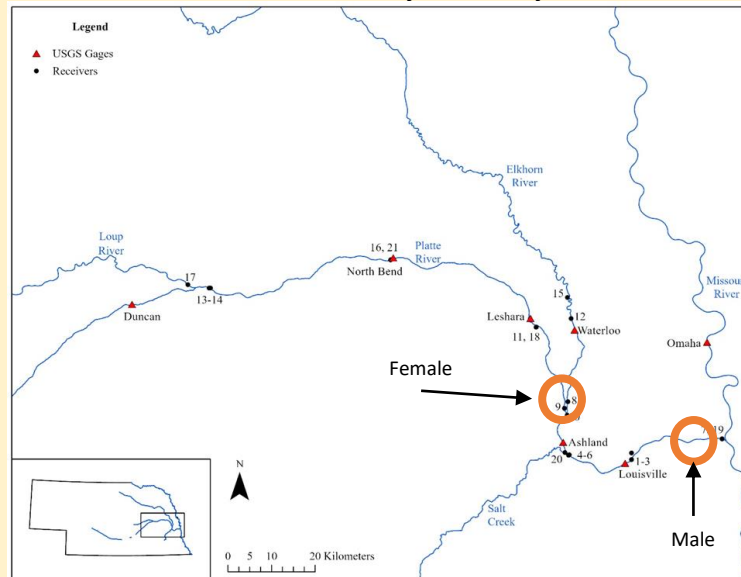 Legend
USGS Gages
Receivers
Elkhorn
River
Loup
River
Platte
River
16, 21
North Bend
17
13-14
Duncan
15
12
Waterloo
Leshara
11, 18
Missou
River
Omaha
Female
8
9
Ashland
20
4-6
1-3
Louisville
19
Salt
Creek
Male
N
0 5 10 20 Kilometers